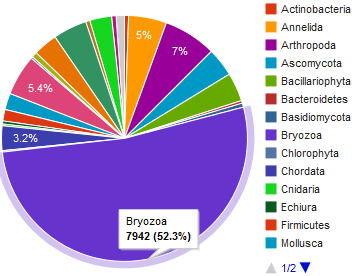 5%
7%
5.4%
3.2%
Bryozoa
7942 (52.3%)
Actinobacteria
Annelida
Arthropoda
Ascomycota
Bacillariophyta
Bacteroidetes
Basidiomycota
Bryozoa
Chlorophyta
Chordata
Cnidaria
Echiura
Firmicutes
Mollusca
1/2